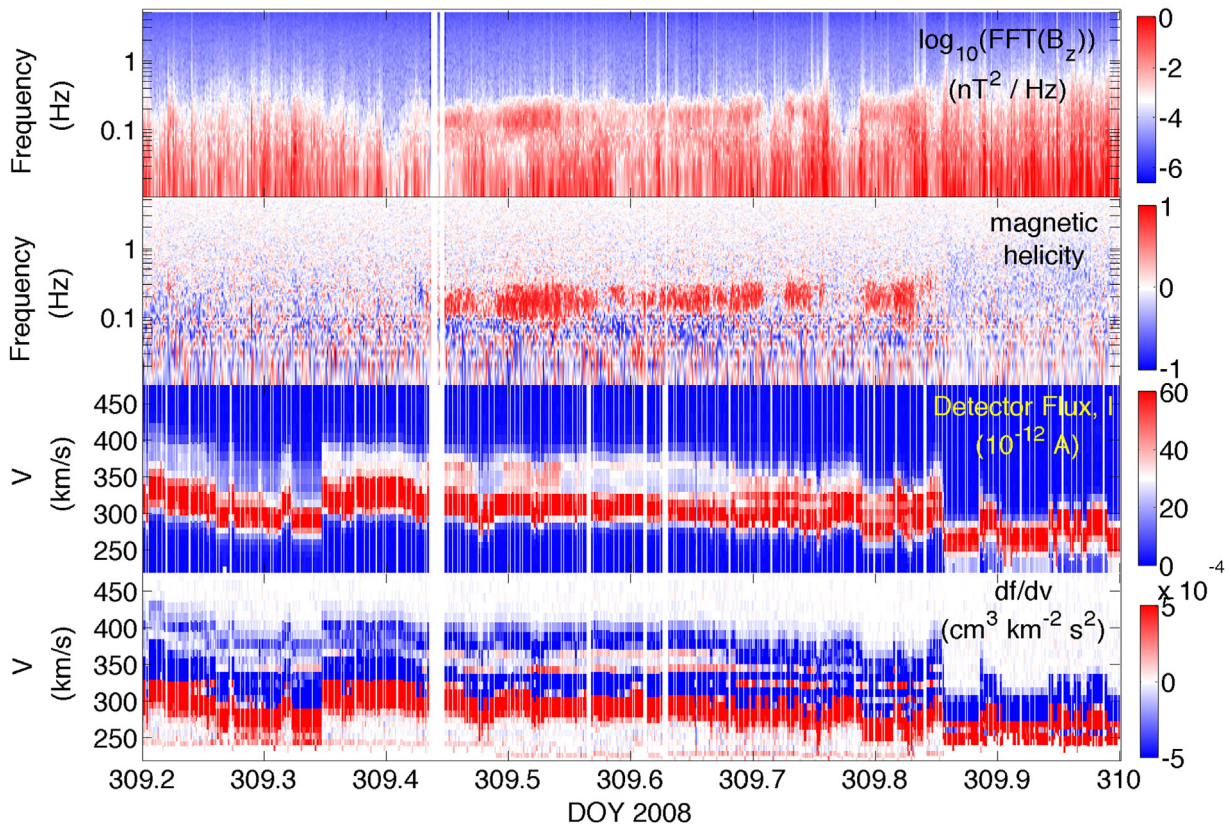 log10(FFT(Bz))
(nT2 / Hz)
Frequency
(Hz)
1
0.1
0
-2
-4
-6
magnetic
helicity
Frequency
(Hz)
1
0.1
1
0
-1
Detector Flux, I
(10-12 A)
V
(km/s)
450
400
350
300
250
60
40
20
0
df/dv
(cm3 km-2 s2)
V
(km/s)
450
400
350
300
250
x 10-4
5
0
-5
309.2 309.3 309.4 309.5 309.6 309.7 309.8 309.9 310
DOY 2008